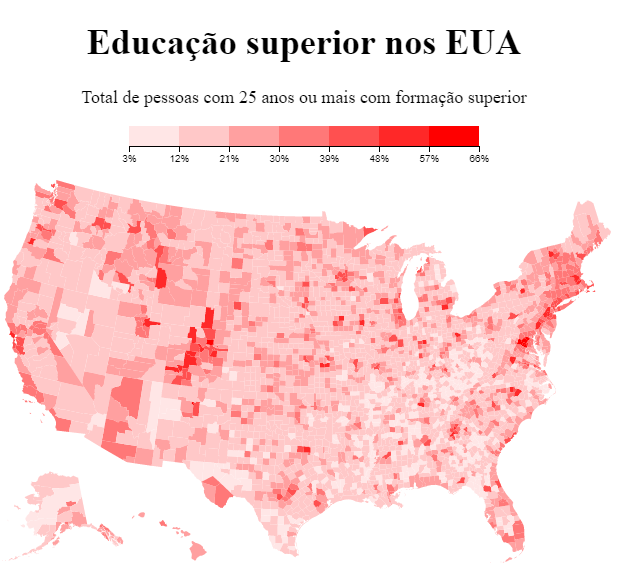 Educação superior nos EUA
Total de pessoas com 25 anos ou mais com formação superior
3% 12% 21% 30% 39% 48% 57% 66%